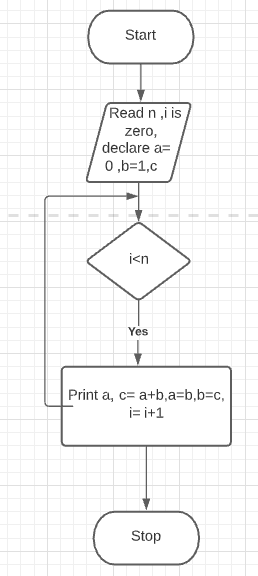 Start
Read n ,i is
zero,
declare a=
0 ,b=1,c
i<n
Yes
Print a, c= a+b,a=b,b=c,
i= i+1
Stop